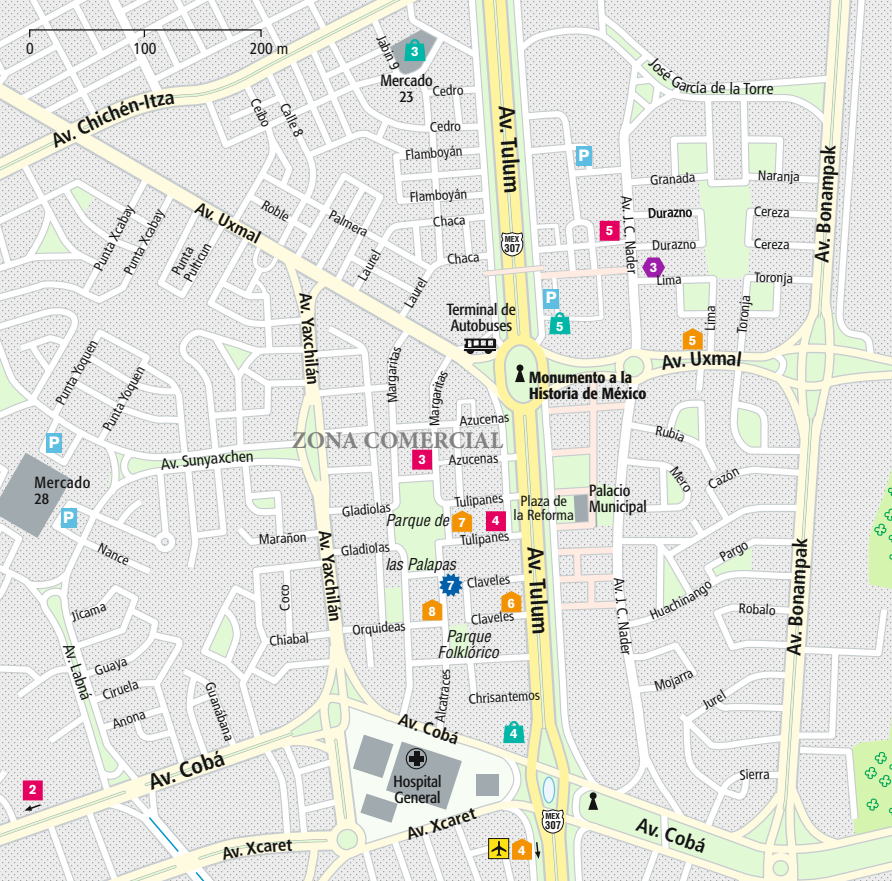 0
100
200 m
Jabín 9
3
Mercado
23
Cedro
Cedro
Flamboyán
Flamboyán
Chaca
Chaca
Av. Chichén-Itza
Ceibo
Calle 8
Av. Tulum
José García de la Torre
P
Granada
Naranja
Durazno
Cereza
Durazno
Cereza
Av. J. C. Nader
5
3
Lima
Toronja
Av. Bonampak
Av. Uxmal
Roble
Palmera
Laurel
Laurel
Punta Xcabay
Punta Xcabay
Punta
Pulticun
MEX
307
P
5
Lima
Toronja
5
Terminal de
Autobuses
Av. Uxmal
Monumento a la
Historia de México
Av. Yaxchilán
Margaritas
Margaritas
Punta Yoquen
Punta Yoquen
P
Azucenas
ZONA COMERCIAL
3
Azucenas
Av. Sunyaxchen
Mercado
28
P
Rubia
Mero
Cazón
Gladiolas
Tulipanes
Parque de
7
4
Tulipanes
Plaza de
la Reforma
Palacio
Municipal
Marañon
Gladiolas
las Palapas
Nance
Av. Yaxchilán
Coco
7
Claveles
Av. Tulum
Pargo
Av. Bonampak
Av. J. C. Nader
Huachinango
Robalo
Jícama
8
6
Claveles
Orquideas
Chiabal
Parque
Folklórico
Av. Labná
Guaya
Ciruela
Anona
Guanábana
Alcatraces
Chrisantemos
Mojarra
Jurel
Av. Cobá
4
Av. Cobá
Hospital
General
Sierra
2
MEX
307
Av. Xcaret
Av. Xcaret
4
Av. Cobá